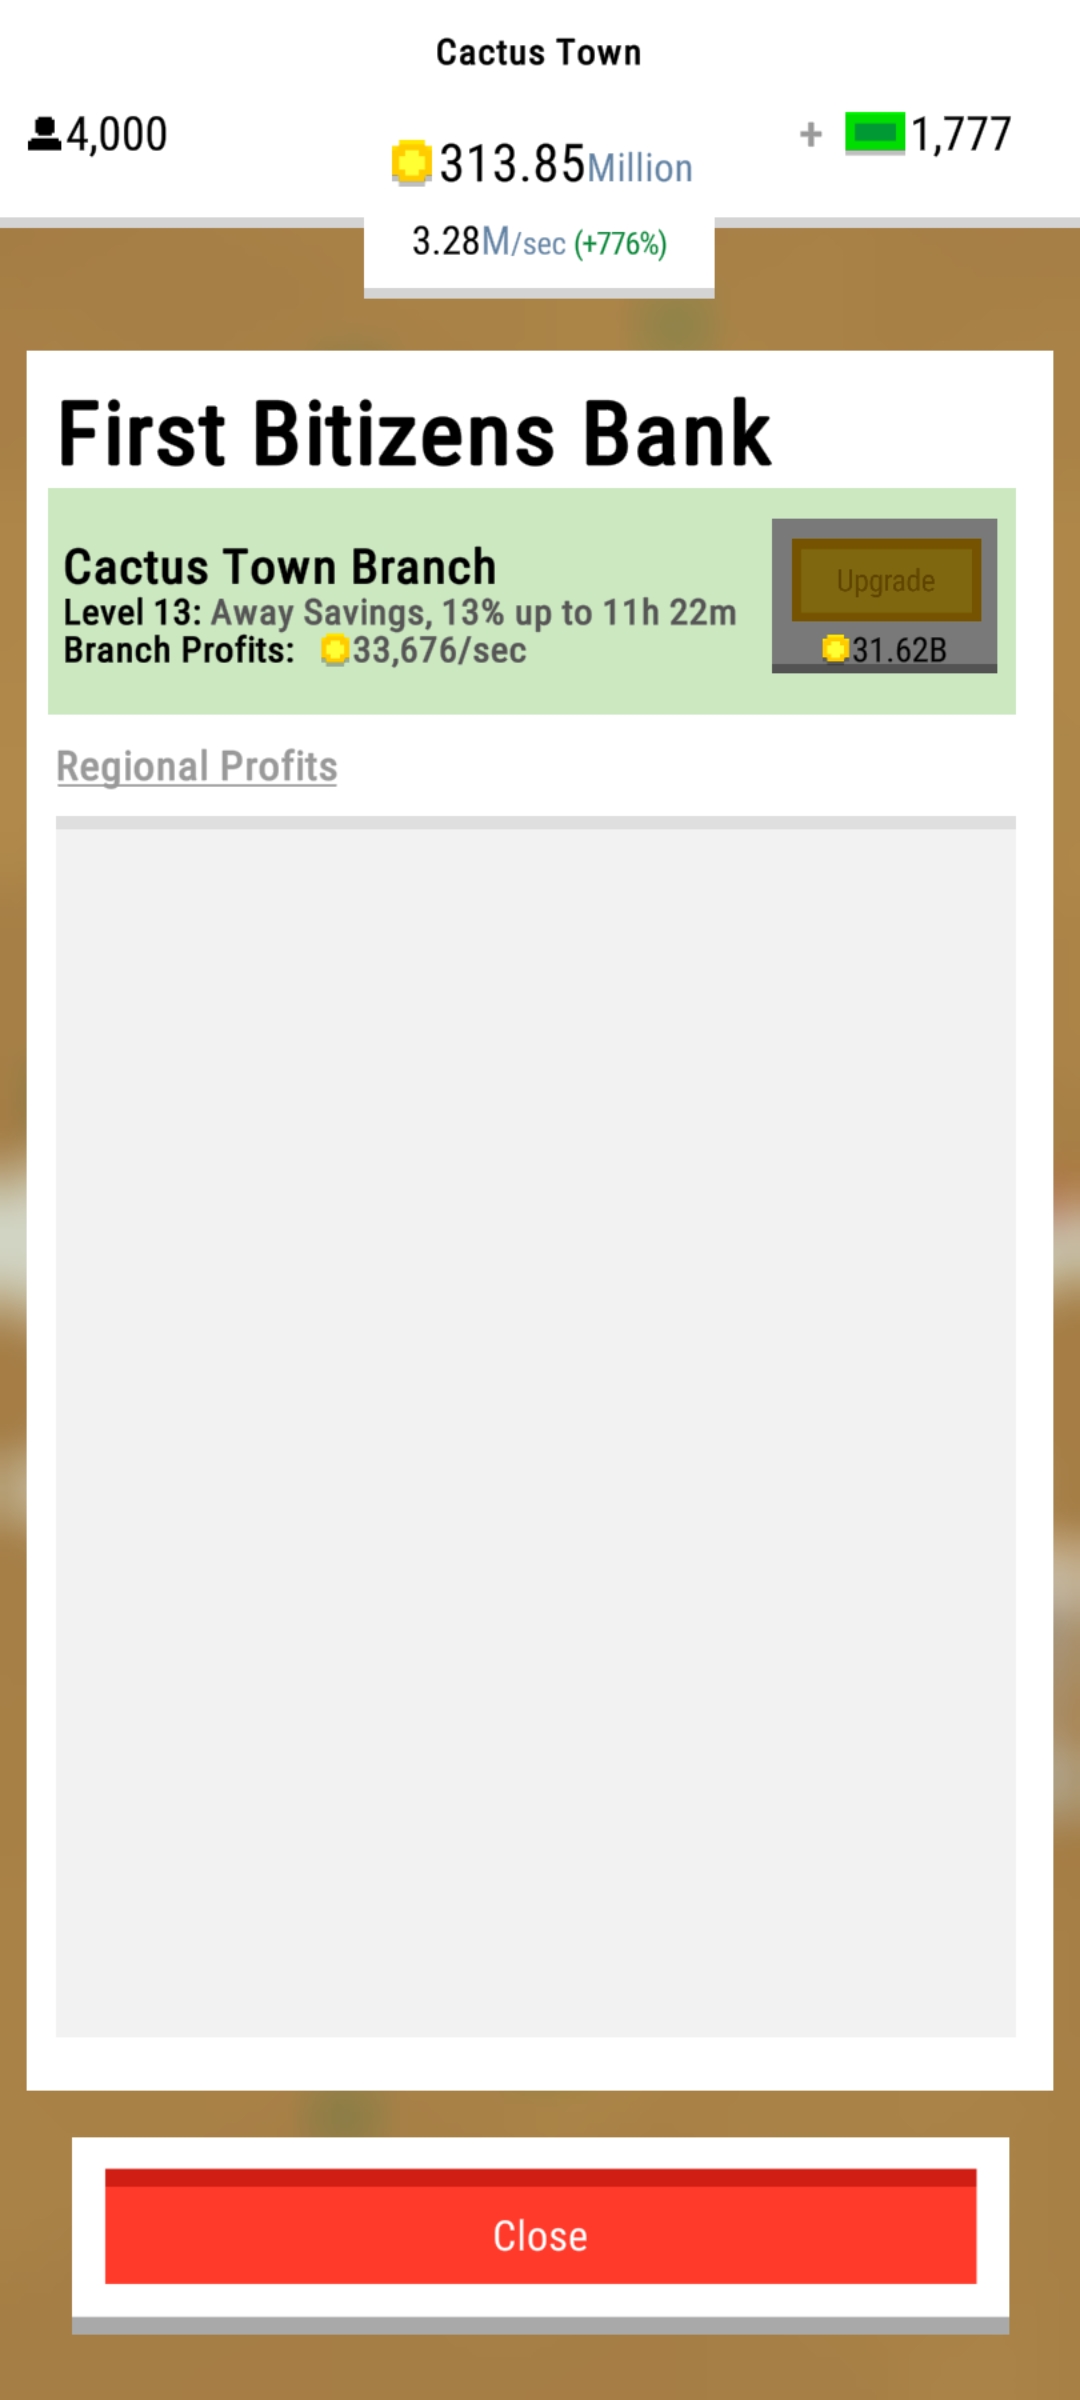 Cactus Town
4,000
313.85Million
+ 1,777
3.28M/sec (+776%)
First Bitizens Bank
Cactus Town Branch
Level 13: Away Savings, 13% up to 11h 22m
Branch Profits: 33,676/sec
Upgrade
31.62B
Regional Profits
Close